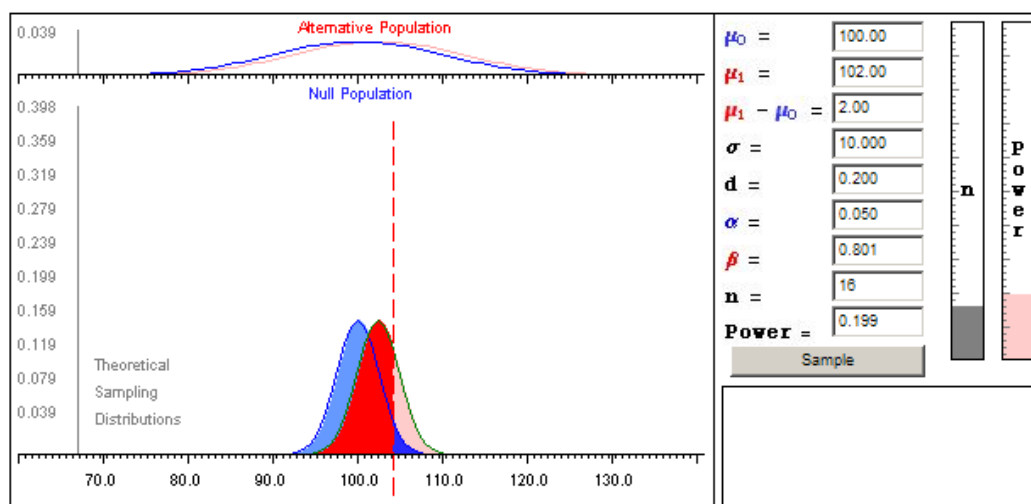 Alternative Population
0.039
Null Population
0.398
0.359
0.319
0.279
0.239
0.199
0.159
0.119
0.079
0.039
Theoretical
Sampling
Distributions
70.0 80.0 90.0 100.0 110.0 120.0 130.0
μ0 = 100.00
μ1 = 102.00
μ1 - μ0 = 2.00
σ = 10.000
d = 0.200
α = 0.050
β = 0.801
n = 16
Power = 0.199
Sample
n
Power